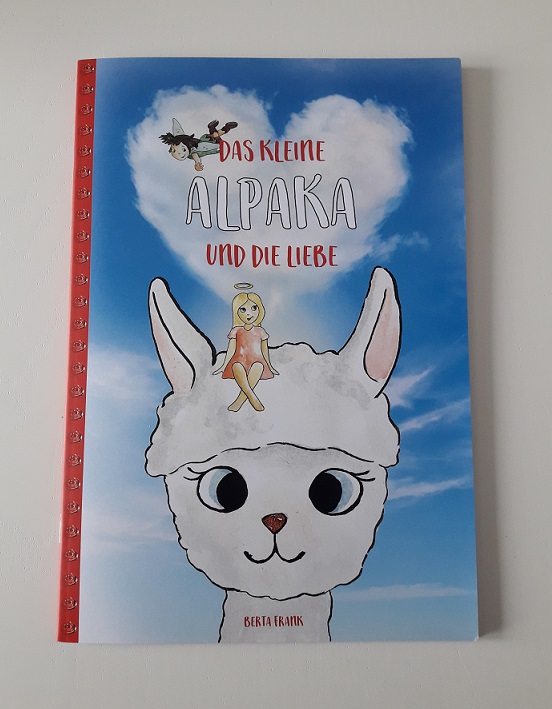 DAS KLEINE
ALPAKA
UND DIE LIEBE
BERTA FRANK